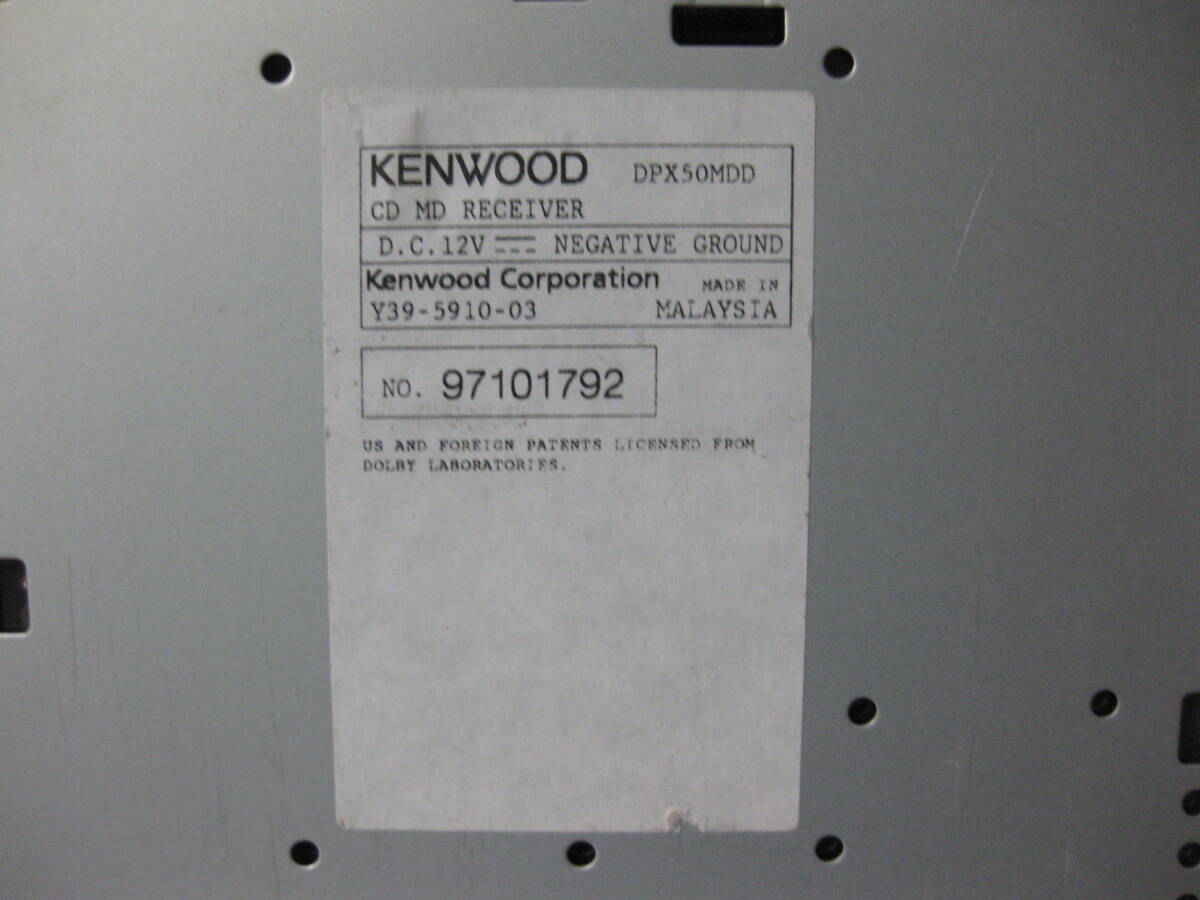 KENWOOD DPX50MDD
CD MD RECEIVER
D.C.12V NEGATIVE GROUND
Kenwood Corporation MADE IN
Y39-5910-03 MALAYSIA
NO. 97101792
US AND FOREIGN PATENTS LICENSED FROM
DOLBY LABORATORIES.